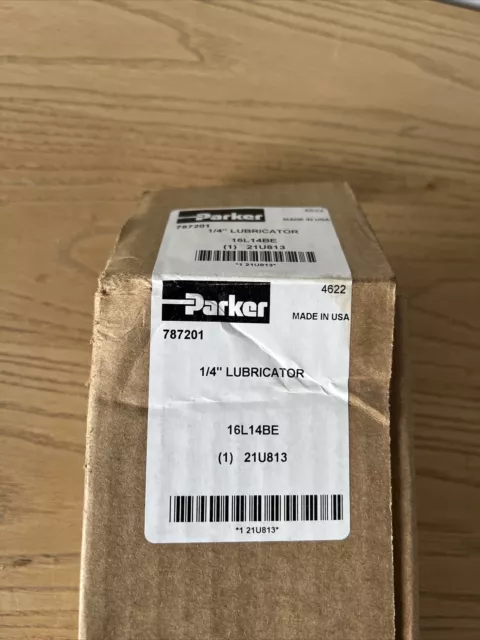 Parker
4622
787201
MADE IN USA
1/4" LUBRICATOR
16L14BE
(1) 21U813
*1 21U813*
Parker
4622
MADE IN USA
787201
1/4" LUBRICATOR
16L14BE
(1) 21U813
*1 21U813*